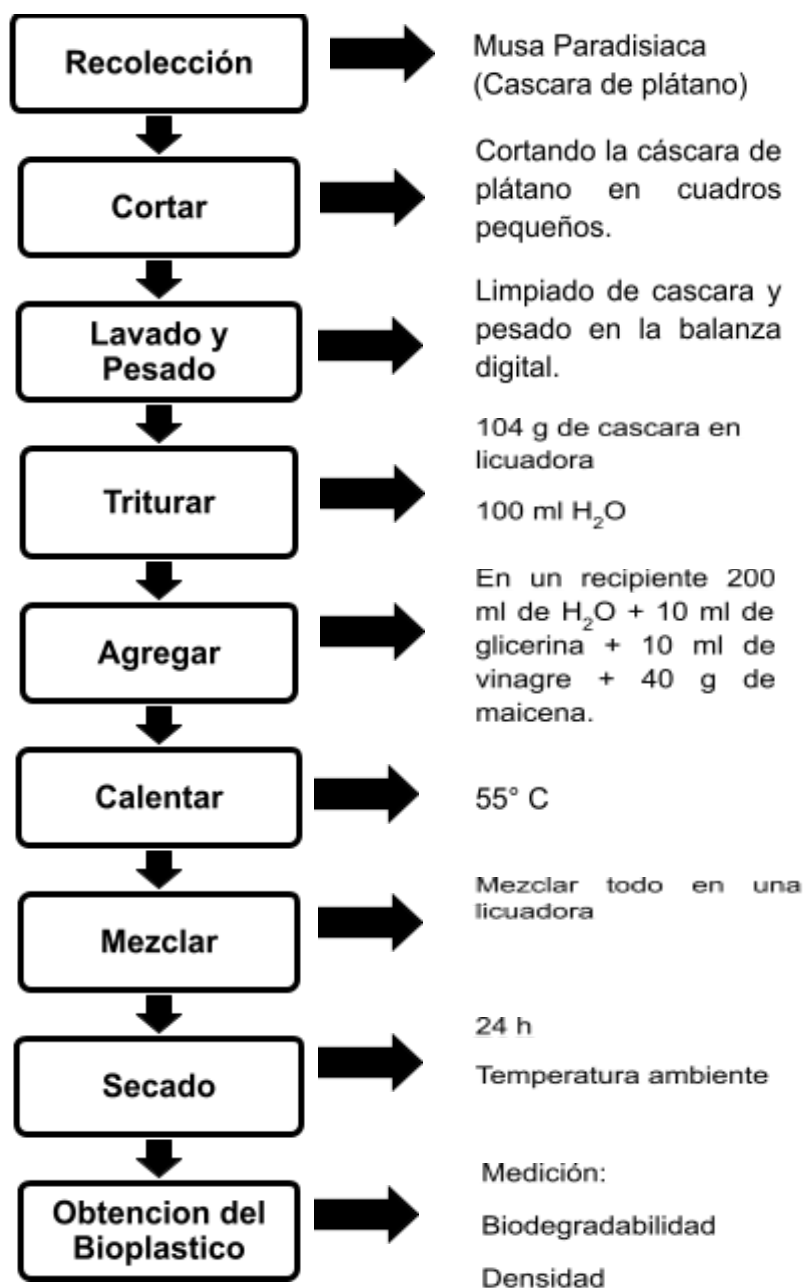 Recolección
Musa Paradisiaca
(Cascara de plátano)
Cortar
Cortando la cáscara de
plátano en cuadros
pequeños.
Lavado y
Pesado
Limpiado de cascara y
pesado en la balanza
digital.
Triturar
104 g de cascara en
licuadora
100 ml H₂O
Agregar
En un recipiente 200
ml de H₂O + 10 ml de
glicerina + 10 ml de
vinagre + 40 g de
maicena.
Calentar
55° C
Mezclar
Mezclar todo en una
licuadora
Secado
24 h
Temperatura ambiente
Obtencion del
Bioplastico
Medición:
Biodegradabilidad
Densidad